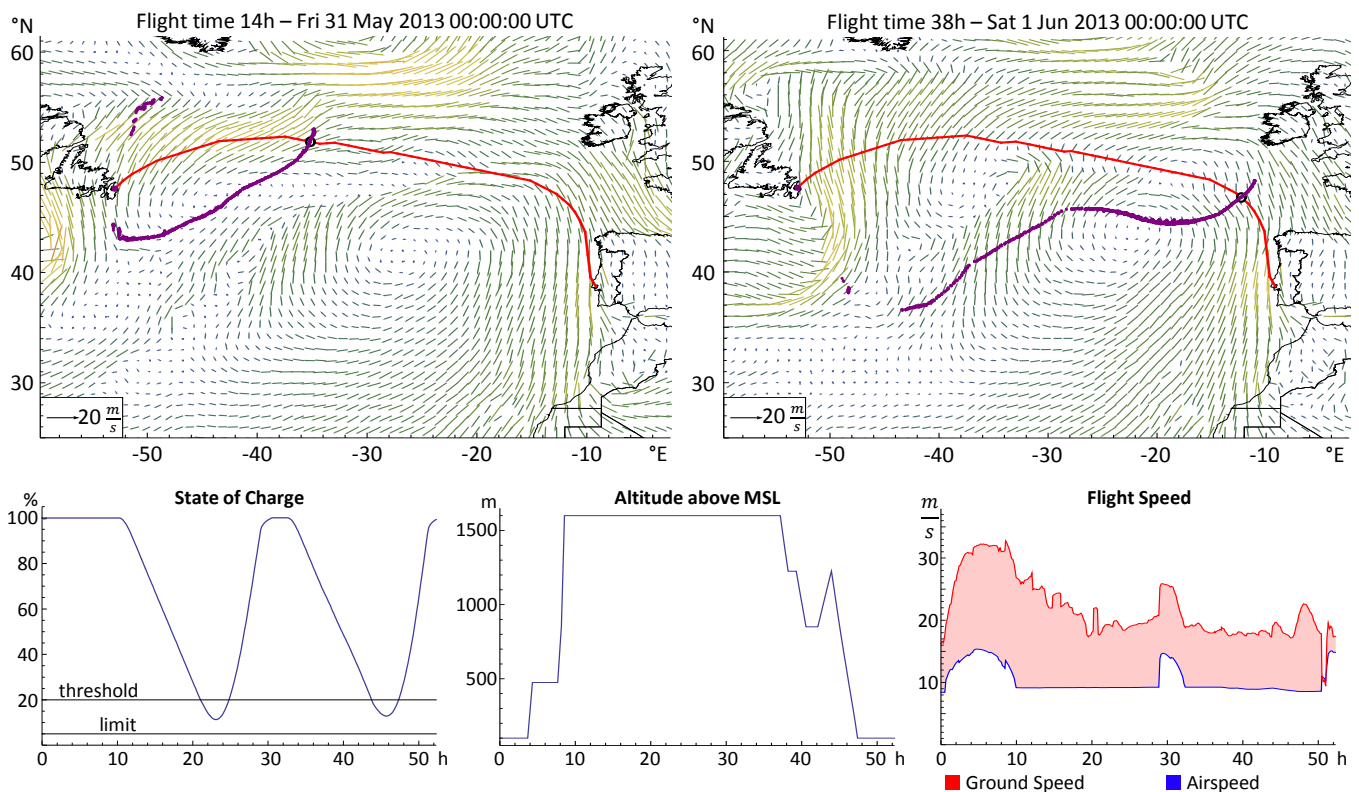 Flight time 14h – Fri 31 May 2013 00:00:00 UTC
°N
60
50
40
30
20 m/s
-50 -40 -30 -20 -10 °E
Flight time 38h – Sat 1 Jun 2013 00:00:00 UTC
°N
60
50
40
30
20 m/s
-50 -40 -30 -20 -10 °E
State of Charge
%
100
80
60
40
20
0
threshold
limit
0 10 20 30 40 50 h
Altitude above MSL
m
1500
1000
500
0 10 20 30 40 50 h
Flight Speed
m/s
30
20
10
0 10 20 30 40 50 h
Ground Speed Airspeed